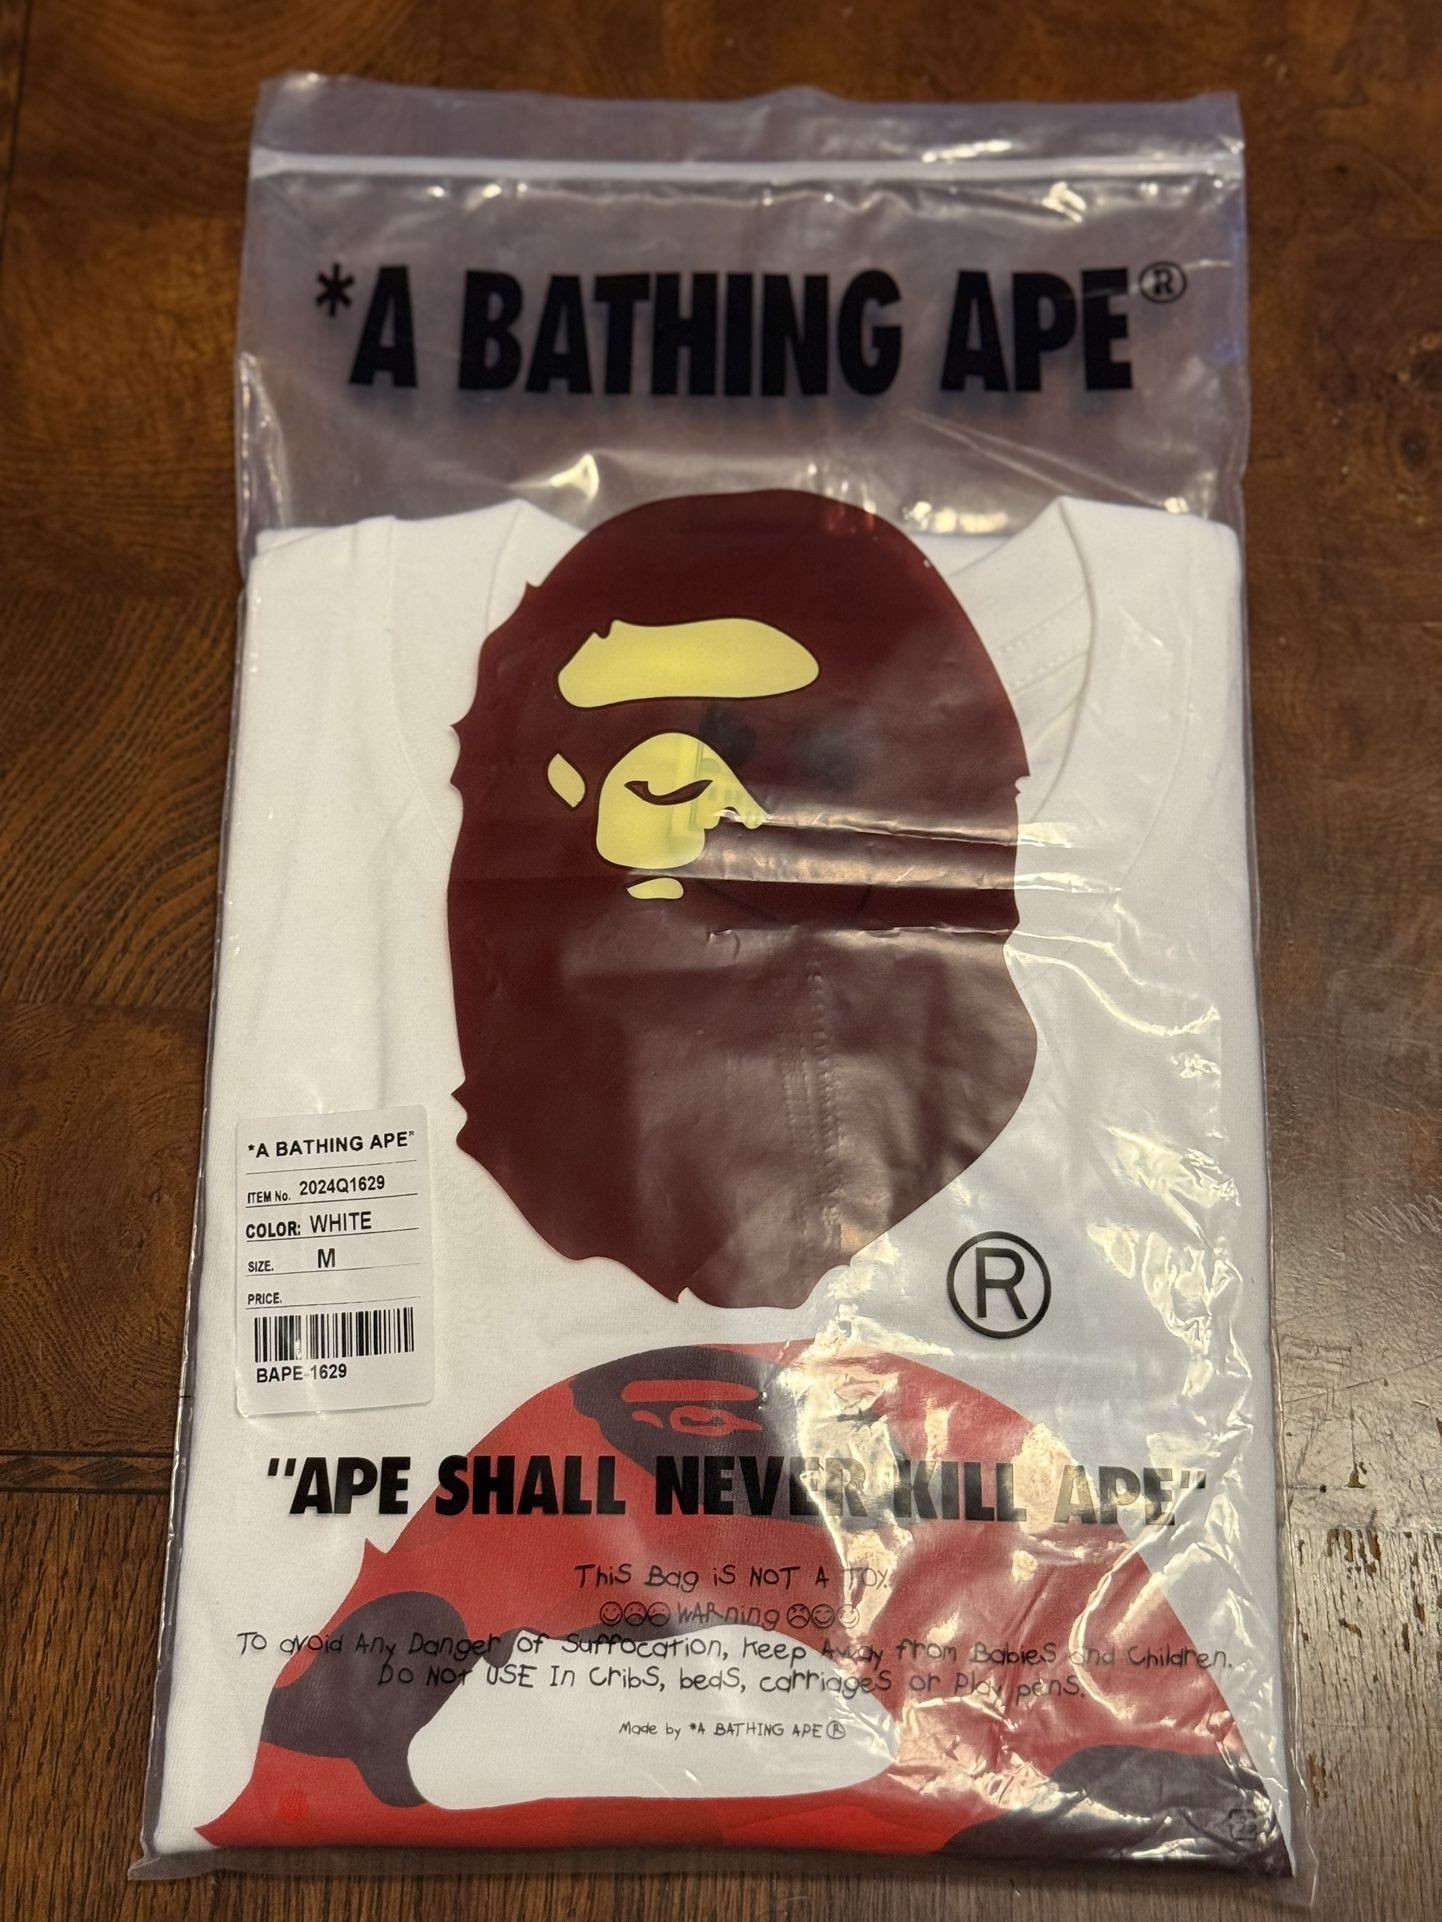 *A BATHING APE®
*A BATHING APE®
ITEM No. 2024Q1629
COLOR: WHITE
SIZE. M
PRICE.
BAPE-1629
®
"APE SHALL NEVER KILL APE"
THiS Bag iS NOT A TOY.
WARning
TO avoid Any Danger Of Suffocation, Keep Away from Babies and Children.
Do NOT USE In CribS, bedS, carriageS or Play penS.
Made by *A BATHING APE®